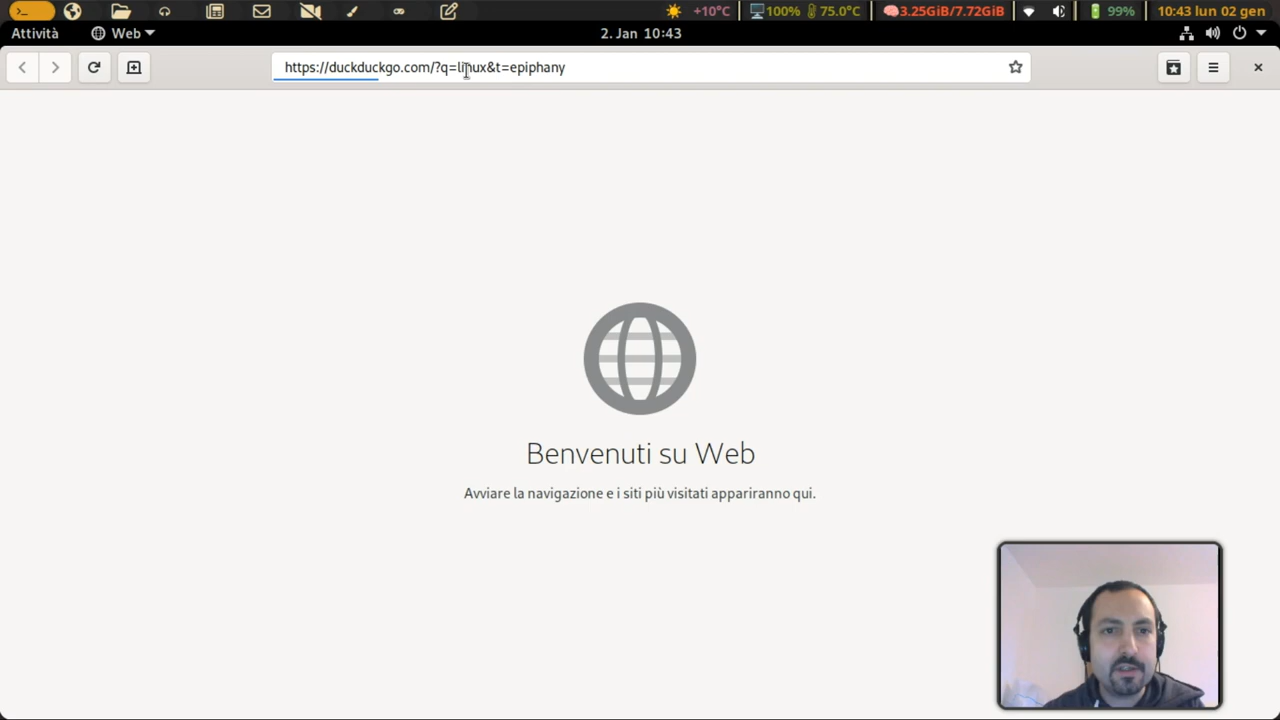 +10°C 100% 75.0°C 3.25GiB/7.72GiB 99% 10:43 lun 02 gen
Attività Web 2. Jan 10:43
https://duckduckgo.com/?q=linux&t=epiphany
Benvenuti su Web
Avviare la navigazione e i siti più visitati appariranno qui.